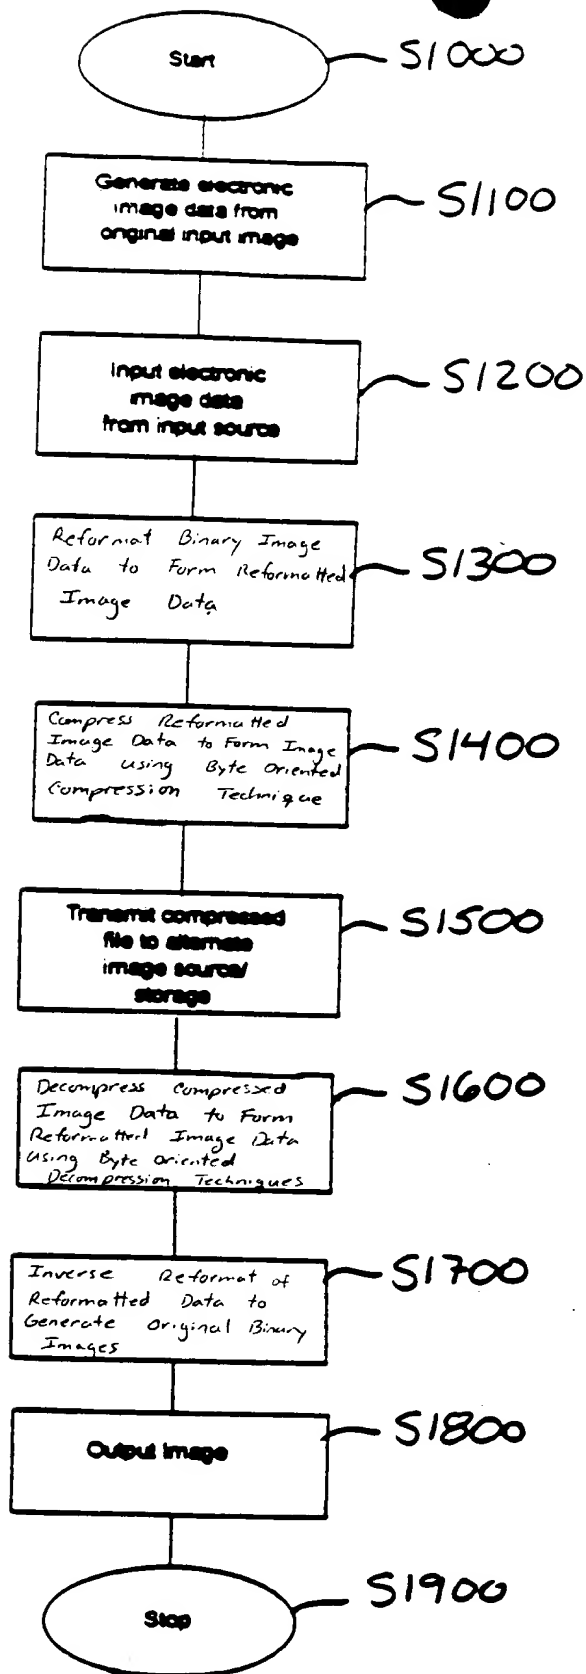 Start
S1000
Generate electronic
image data from
original input image
S1100
Input electronic
image data
from input source
S1200
Reformat Binary Image
Data to Form Reformatted
Image Data
S1300
Compress Reformatted
Image Data to Form Image
Data using Byte Oriented
Compression Technique
S1400
Transmit compressed
file to alternate
image source/
storage
S1500
Decompress Compressed
Image Data to Form
Reformatted Image Data
using Byte Oriented
Decompression Techniques
S1600
Inverse Reformat of
Reformatted Data to
Generate Original Binary
Images
S1700
Output Image
S1800
Stop
S1900